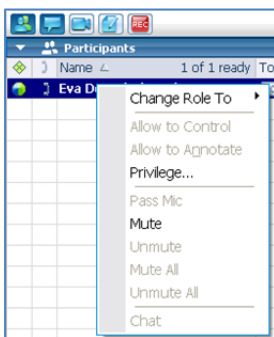 REC
Participants
Name 1 of 1 ready To
Eva
Change Role To
Allow to Control
Allow to Annotate
Privilege...
Pass Mic
Mute
Unmute
Mute All
Unmute All
Chat